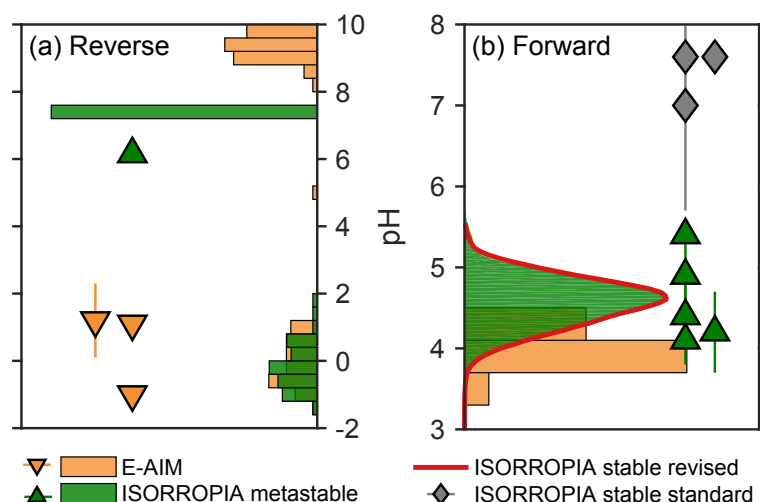 (a) Reverse
10
8
6
4
2
0
-2
pH
(b) Forward
8
7
6
5
4
3
E-AIM
ISORROPIA metastable
ISORROPIA stable revised
ISORROPIA stable standard